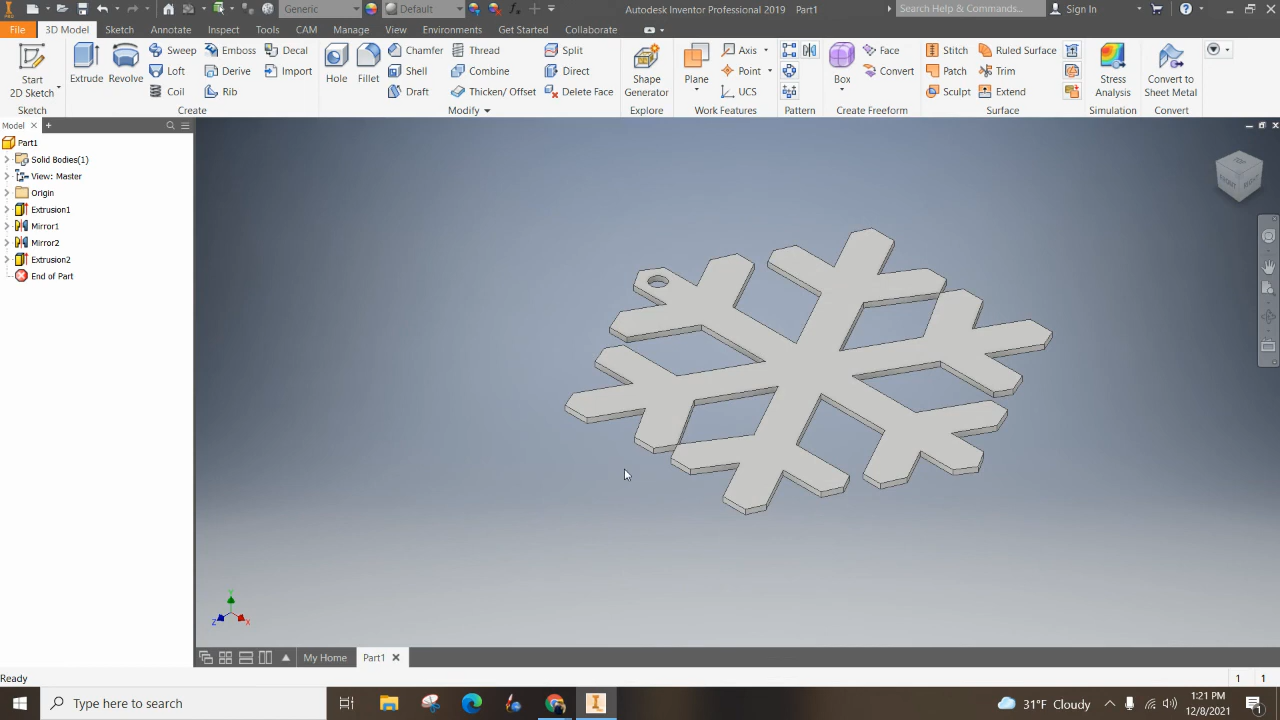 Generic
Default
Autodesk Inventor Professional 2019 Part1
Search Help & Commands...
Sign In
File
3D Model
Sketch
Annotate
Inspect
Tools
CAM
Manage
View
Environments
Get Started
Collaborate
Start
2D Sketch
Sketch
Extrude
Revolve
Sweep
Loft
Coil
Emboss
Derive
Rib
Decal
Import
Create
Hole
Fillet
Chamfer
Shell
Draft
Thread
Combine
Thicken/ Offset
Split
Direct
Delete Face
Modify
Shape
Generator
Explore
Plane
Axis
Point
UCS
Work Features
Pattern
Box
Face
Convert
Create Freeform
Stitch
Patch
Sculpt
Ruled Surface
Trim
Extend
Surface
Stress
Analysis
Simulation
Convert to
Sheet Metal
Convert
Model
Part1
Solid Bodies(1)
View: Master
Origin
Extrusion1
Mirror1
Mirror2
Extrusion2
End of Part
Y
Z
X
My Home
Part1
Ready
1
1
Type here to search
31°F Cloudy
1:21 PM
12/8/2021